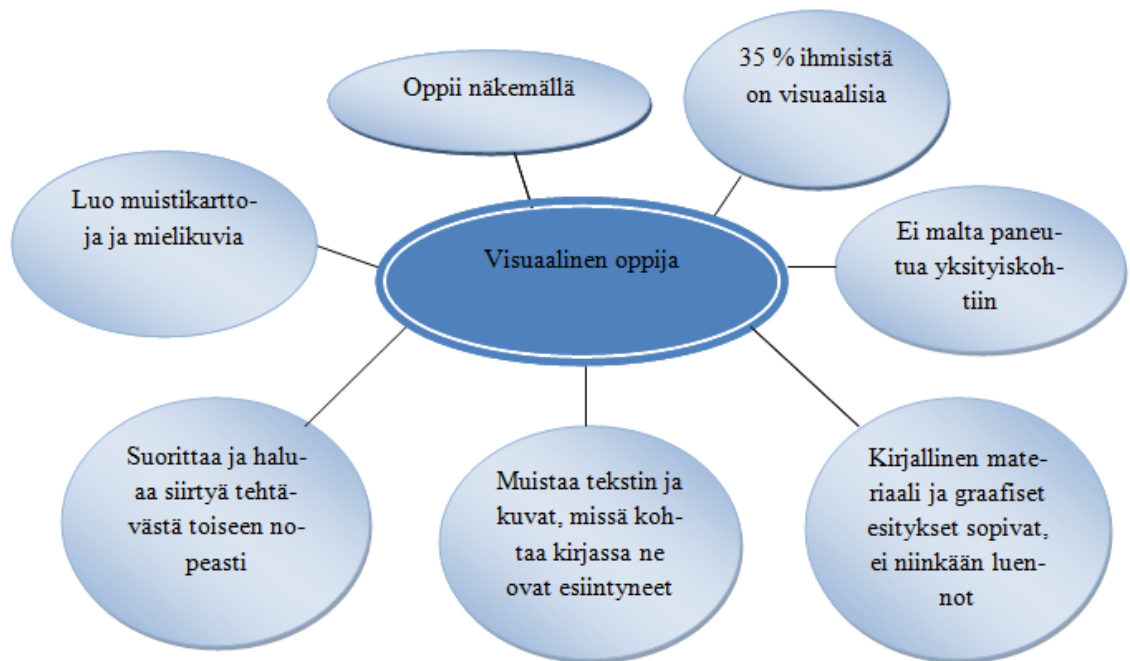 Oppii näkemällä
35 % ihmisistä
on visuaalisia
Luo muistikartto-
ja ja mielikuvia
Visuaalinen oppija
Ei malta paneu-
tua yksityiskoh-
tiin
Suorittaa ja halu-
aa siirtyä tehtä-
västä toiseen no-
peasti
Muistaa tekstin ja
kuvat, missä koh-
taa kirjassa ne
ovat esiintyneet
Kirjallinen mate-
riaali ja graafiset
esitykset sopivat,
ei niinkään luen-
not